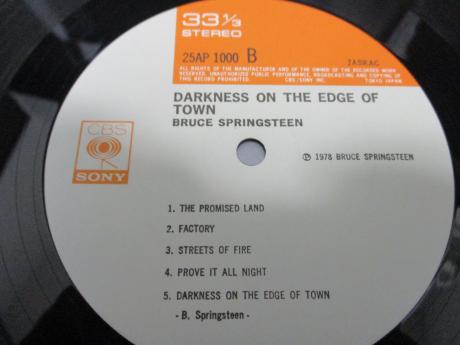 33 1/3
STEREO
25AP 1000 B
JASRAC
ALL RIGHTS OF THE MANUFACTURER AND OF THE OWNER OF THE RECORDED WORK
RESERVED. UNAUTHORIZED PUBLIC PERFORMANCE, BROADCASTING AND COPYING OF
THIS RECORD PROHIBITED. CBS/SONY INC. TOKYO JAPAN
DARKNESS ON THE EDGE OF
TOWN
BRUCE SPRINGSTEEN
CBS
SONY
℗ 1978 BRUCE SPRINGSTEEN
1. THE PROMISED LAND
2. FACTORY
3. STREETS OF FIRE
4. PROVE IT ALL NIGHT
5. DARKNESS ON THE EDGE OF TOWN
- B. Springsteen -